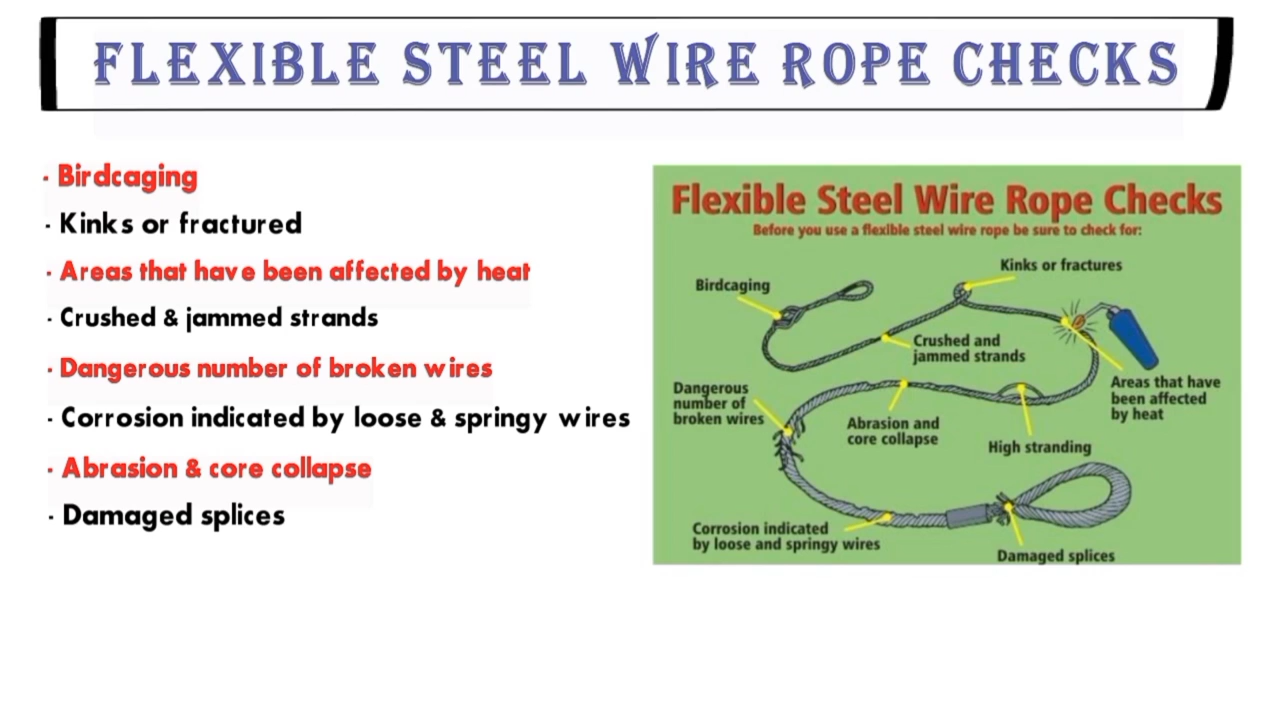 FLEXIBLE STEEL WIRE ROPE CHECKS
· Birdcaging
· Kinks or fractured
· Areas that have been affected by heat
· Crushed & jammed strands
· Dangerous number of broken wires
· Corrosion indicated by loose & springy wires
· Abrasion & core collapse
· Damaged splices
Flexible Steel Wire Rope Checks
Before you use a flexible steel wire rope be sure to check for:
Kinks or fractures
Birdcaging
Crushed and
jammed strands
Areas that have
been affected
by heat
Dangerous
number of
broken wires
Abrasion and
core collapse
High stranding
Corrosion indicated
by loose and springy wires
Damaged splices